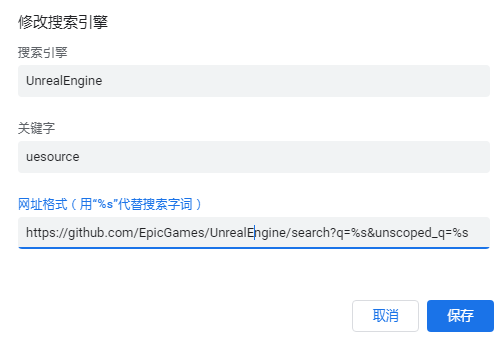 修改搜索引擎
搜索引擎
UnrealEngine
关键字
uesource
网址格式（用“%s”代替搜索字词）
https://github.com/EpicGames/UnrealEngine/search?q=%s&unscoped_q=%s
取消 保存